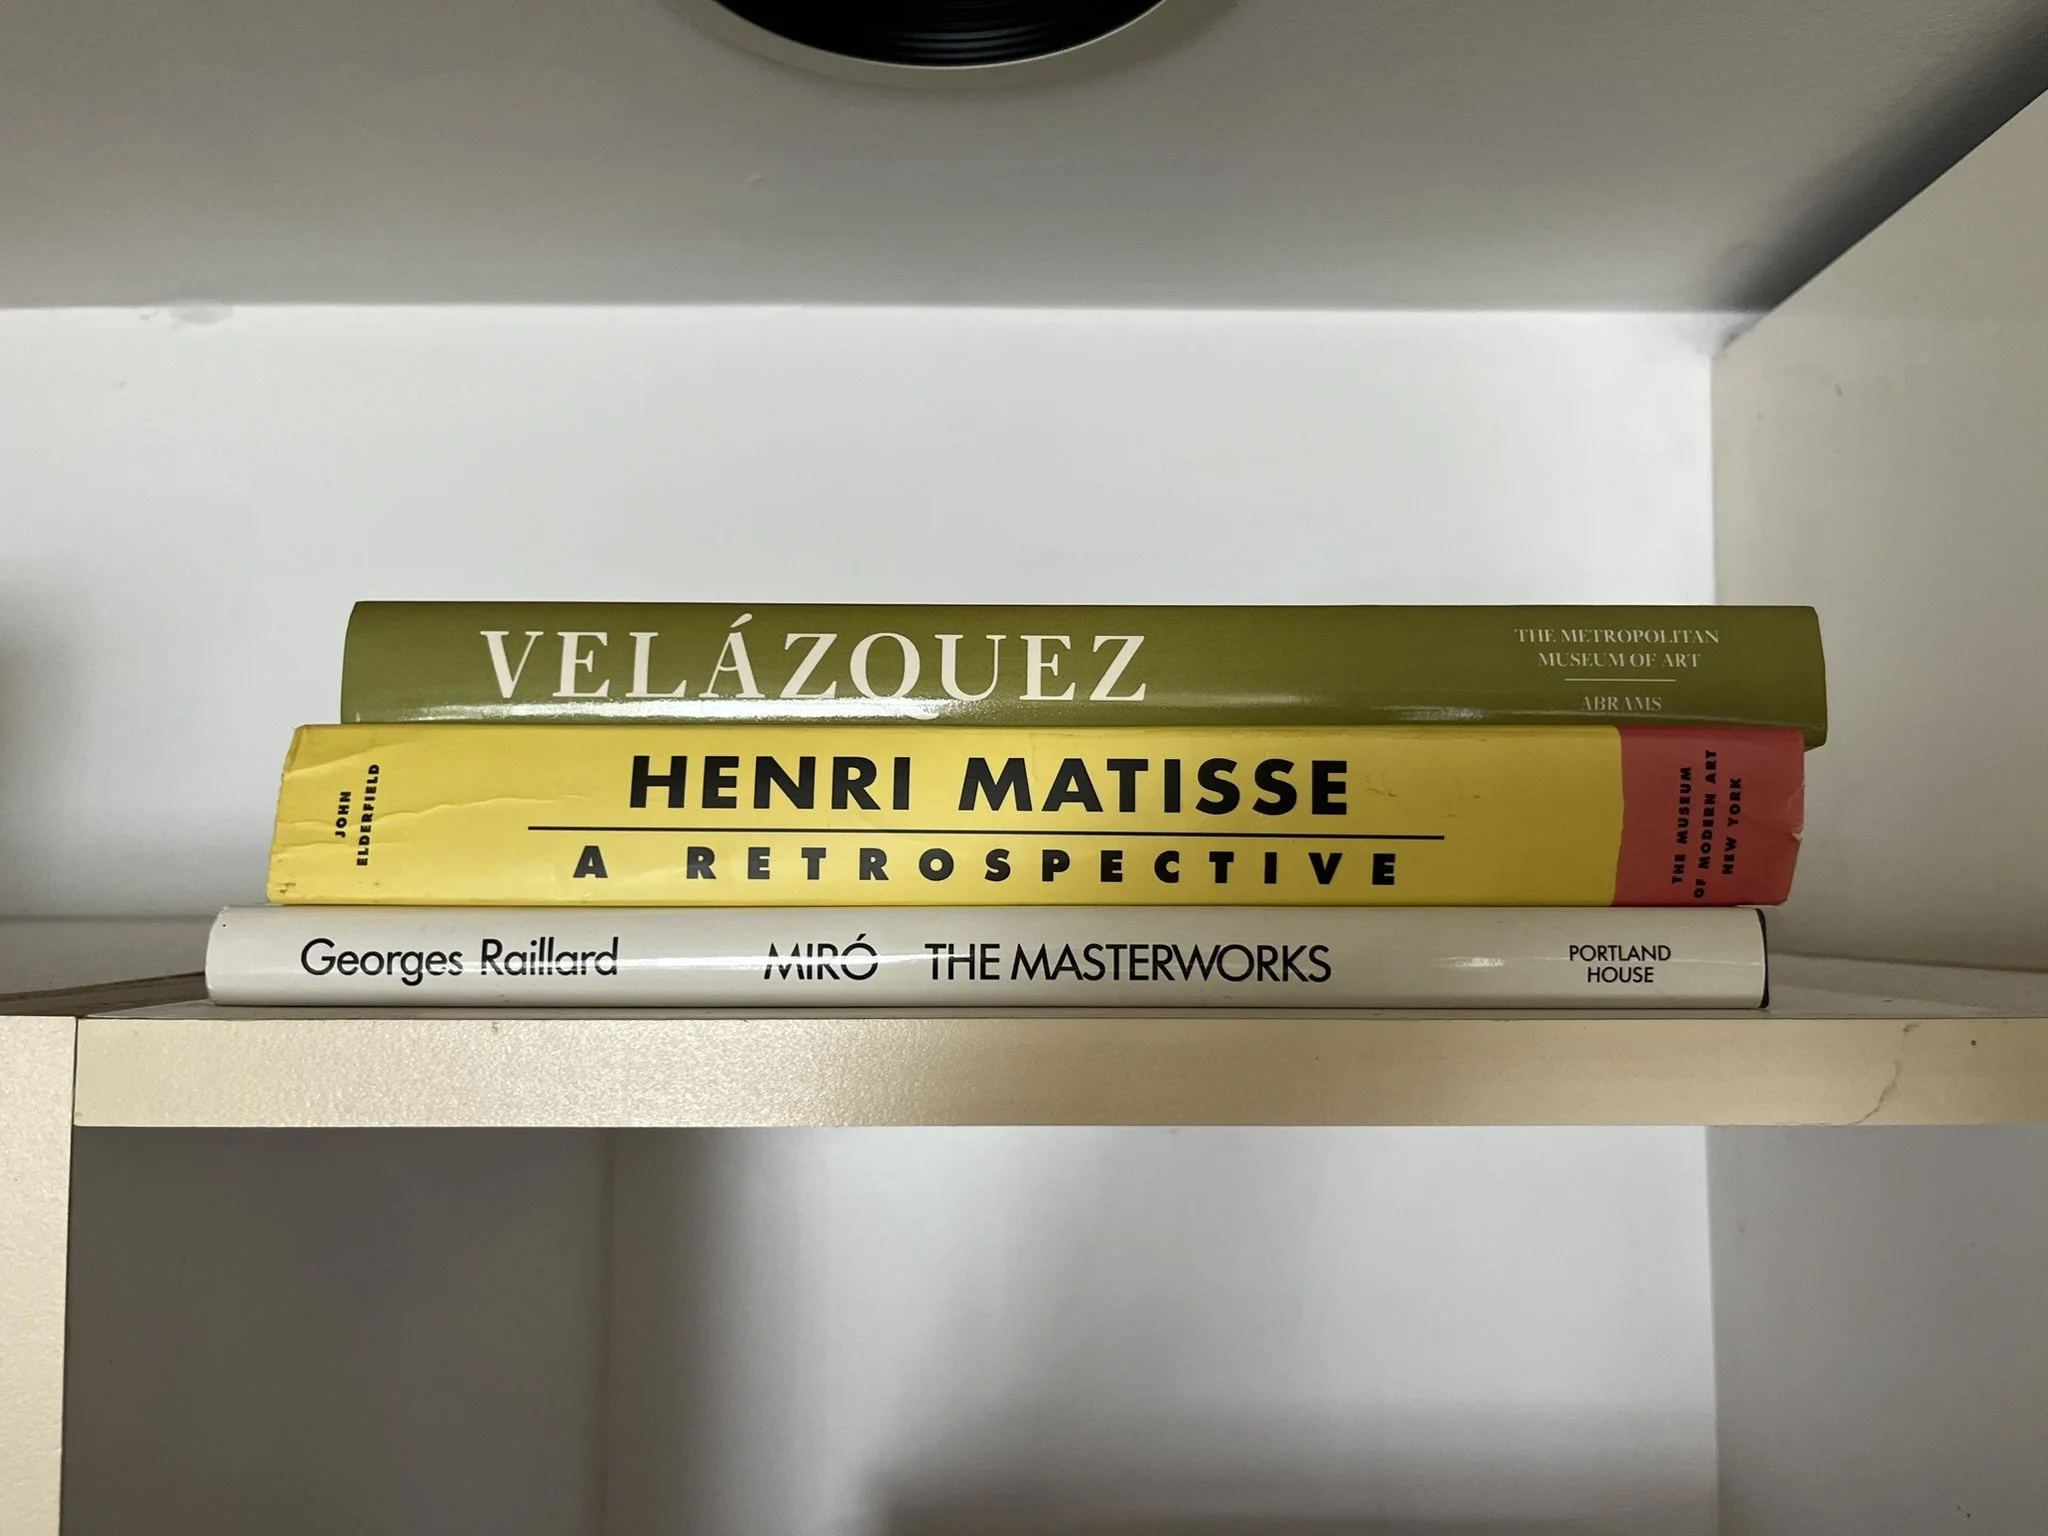 VELÁZQUEZ
THE METROPOLITAN
MUSEUM OF ART
ABRAMS
JOHN
ELDERFIELD
HENRI MATISSE
A RETROSPECTIVE
THE MUSEUM
OF MODERN ART
NEW YORK
Georges Raillard
MIRÓ THE MASTERWORKS
PORTLAND
HOUSE